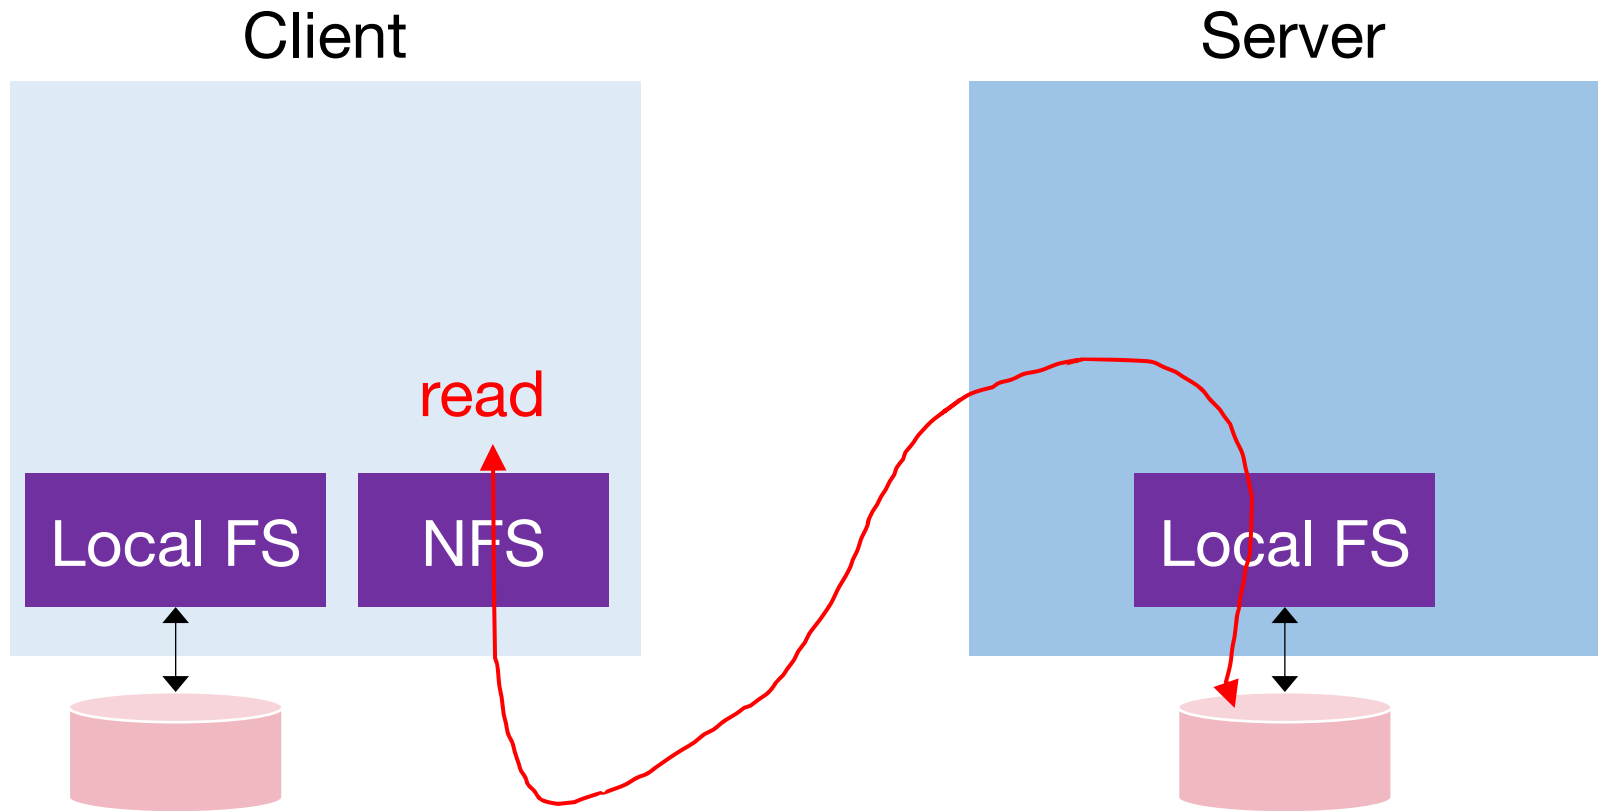 Client
Server
read
Local FS
NFS
Local FS